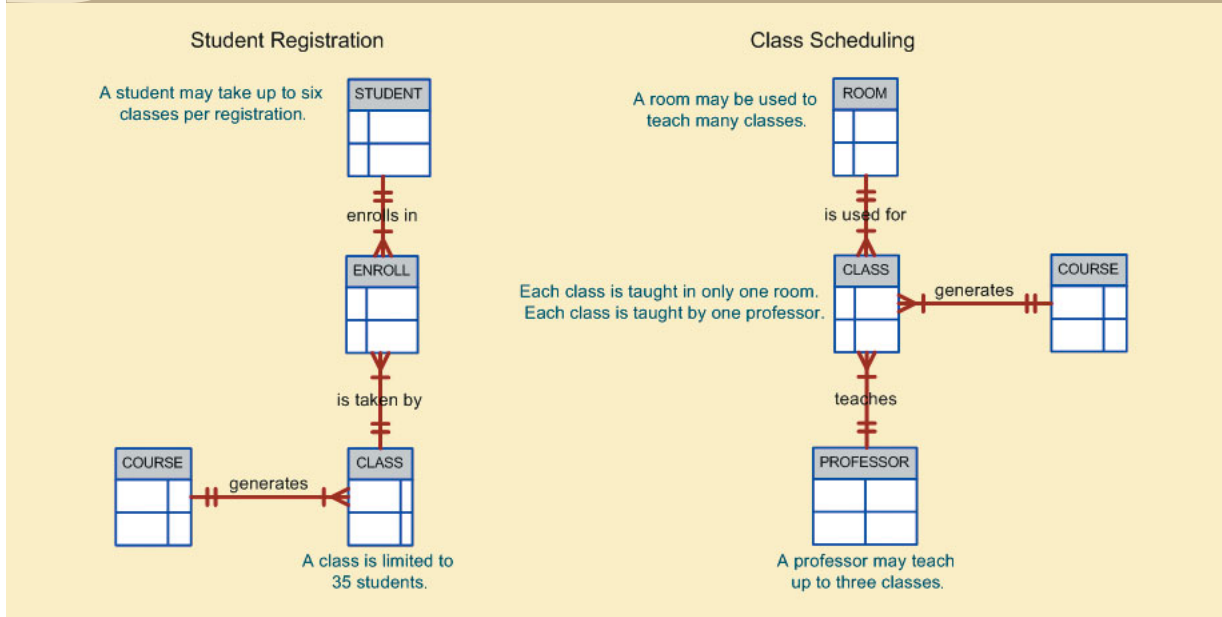 Student Registration
A student may take up to six
classes per registration.
STUDENT
enrolls in
ENROLL
is taken by
COURSE
generates
CLASS
A class is limited to
35 students.
Class Scheduling
A room may be used to
teach many classes.
ROOM
is used for
Each class is taught in only one room.
Each class is taught by one professor.
CLASS
generates
COURSE
teaches
PROFESSOR
A professor may teach
up to three classes.